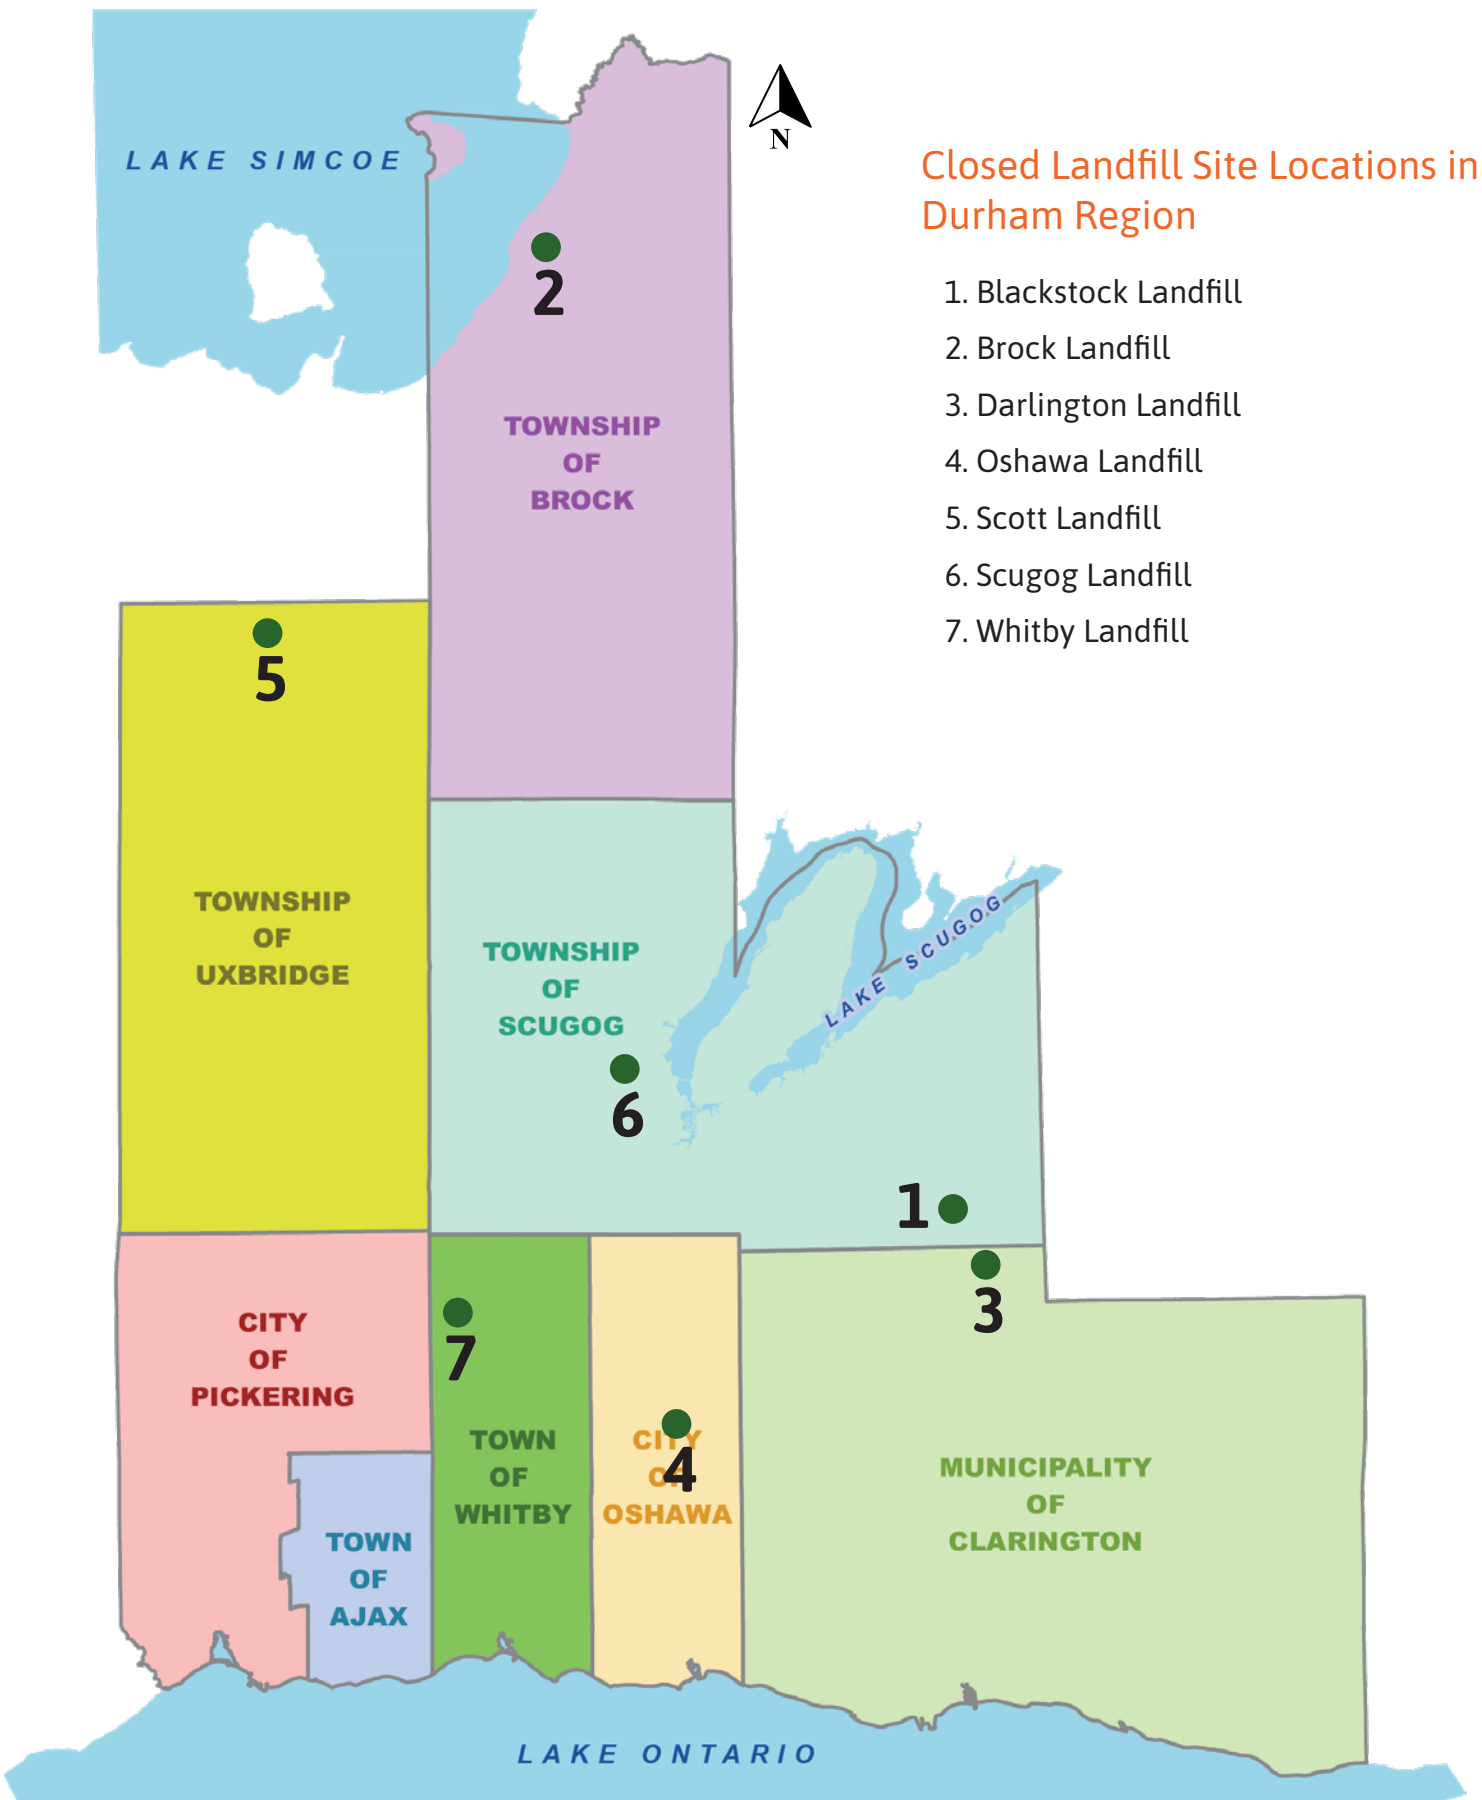 LAKE SIMCOE
N
Closed Landfill Site Locations in
Durham Region
1. Blackstock Landfill
2. Brock Landfill
3. Darlington Landfill
4. Oshawa Landfill
5. Scott Landfill
6. Scugog Landfill
7. Whitby Landfill
2
TOWNSHIP
OF
BROCK
5
TOWNSHIP
OF
UXBRIDGE
TOWNSHIP
OF
SCUGOG
LAKE SCUGOG
6
1
3
CITY
OF
PICKERING
7
TOWN
OF
WHITBY
CITY
OF
OSHAWA
4
MUNICIPALITY
OF
CLARINGTON
TOWN
OF
AJAX
LAKE ONTARIO